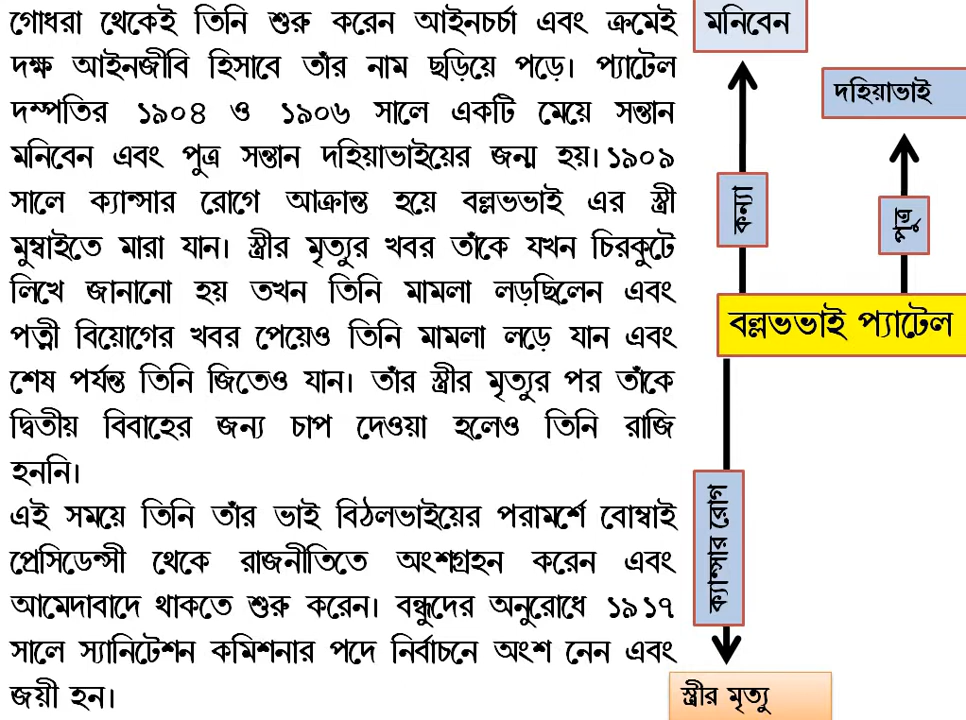 গোধরা থেকেই তিনি শুরু করেন আইনচর্চা এবং ক্রমেই
দক্ষ আইনজীবি হিসাবে তাঁর নাম ছড়িয়ে পড়ে। প্যাটেল
দম্পতির ১৯০৪ ও ১৯০৬ সালে একটি মেয়ে সন্তান
মনিবেন এবং পুত্র সন্তান দহিয়াভাইয়ের জন্ম হয়। ১৯০৯
সালে ক্যান্সার রোগে আক্রান্ত হয়ে বল্লভভাই এর স্ত্রী
মুম্বাইতে মারা যান। স্ত্রীর মৃত্যুর খবর তাঁকে যখন চিরকুটে
লিখে জানানো হয় তখন তিনি মামলা লড়ছিলেন এবং
পত্নী বিয়োগের খবর পেয়েও তিনি মামলা লড়ে যান এবং
শেষ পর্যন্ত তিনি জিতেও যান। তাঁর স্ত্রীর মৃত্যুর পর তাঁকে
দ্বিতীয় বিবাহের জন্য চাপ দেওয়া হলেও তিনি রাজি
হননি।
এই সময়ে তিনি তাঁর ভাই বিঠলভাইয়ের পরামর্শে বোম্বাই
প্রেসিডেন্সী থেকে রাজনীতিতে অংশগ্রহন করেন এবং
আমেদাবাদে থাকতে শুরু করেন। বন্ধুদের অনুরোধে ১৯১৭
সালে স্যানিটেশন কমিশনার পদে নির্বাচনে অংশ নেন এবং
জয়ী হন।
মনিবেন
দহিয়াভাই
কন্যা
পুত্র
বল্লভভাই প্যাটেল
ক্যান্সার রোগ
স্ত্রীর মৃত্যু